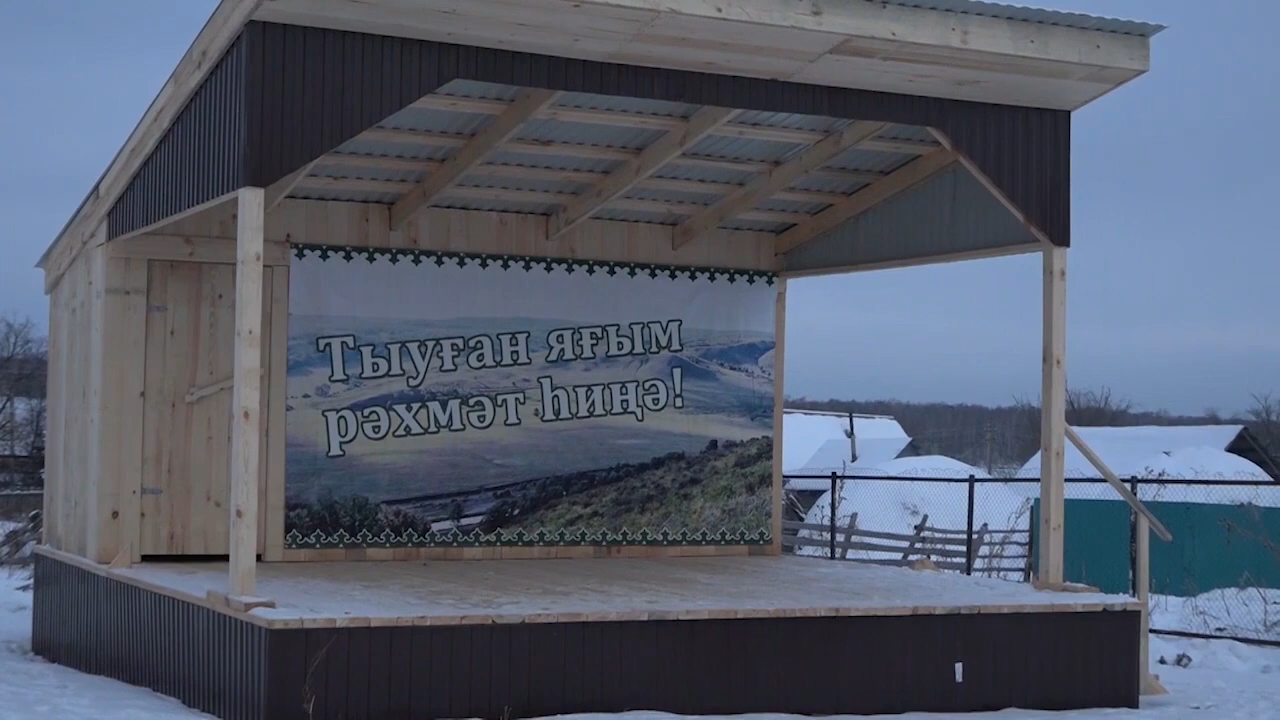 Тыуған яғым
рәхмәт һиңә!